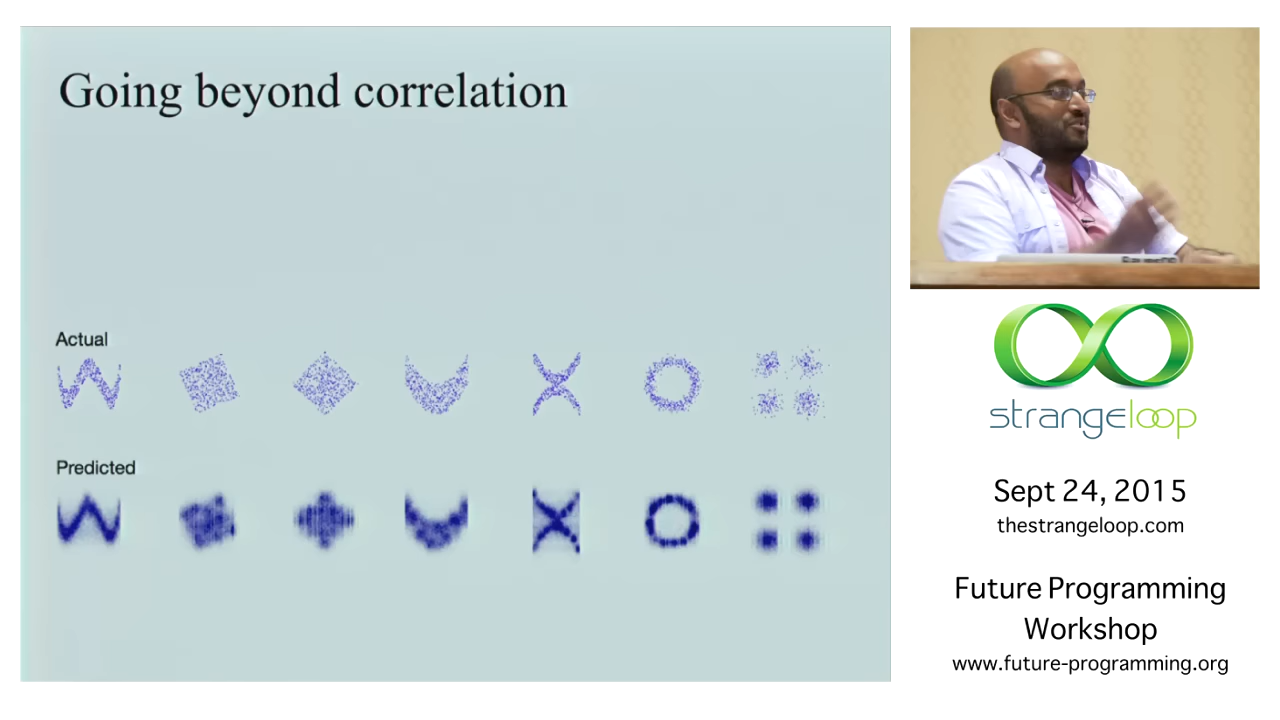 Going beyond correlation
Actual
Predicted
strangeloop
Sept 24, 2015
thestrangeloop.com
Future Programming
Workshop
www.future-programming.org